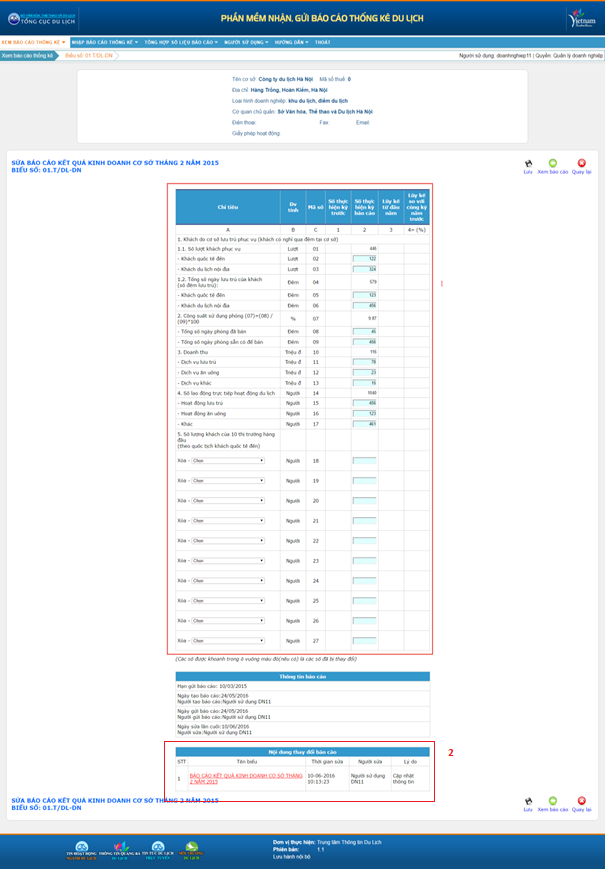 TỔNG CỤC DU LỊCH
PHẦN MỀM NHẬN, GỬI BÁO CÁO THỐNG KÊ DU LỊCH
Vietnam
XEM BÁO CÁO THỐNG KÊ NHẬP BÁO CÁO THỐNG KÊ TỔNG HỢP SỐ LIỆU BÁO CÁO NGƯỜI SỬ DỤNG HƯỚNG DẪN THOÁT
Xem báo cáo thống kê Biểu số: 01.T/DL-DN Người sử dụng: doanhnghiep11 | Quyền: Quản lý doanh nghiệp
Tên cơ sở: Công ty du lịch Hà Nội Mã số thuế: 0
Địa chỉ: Hàng Trống, Hoàn Kiếm, Hà Nội
Loại hình doanh nghiệp: khu du lịch, điểm du lịch
Cơ quan chủ quản: Sở Văn hóa, Thể thao và Du lịch Hà Nội
Điện thoại: Fax: Email:
Giấy phép hoạt động:
SỬA BÁO CÁO KẾT QUẢ KINH DOANH CƠ SỞ THÁNG 2 NĂM 2015
BIỂU SỐ: 01.T/DL-DN
Lưu Xem báo cáo Quay lại
Chỉ tiêu Đv tính Mã số Số thực hiện kỳ trước Số thực hiện kỳ báo cáo Lũy kế từ đầu năm Lũy kế so với cùng kỳ năm trước
A B C 1 2 3 4= (%)
1. Khách do cơ sở lưu trú phục vụ (khách có nghỉ qua đêm tại cơ sở)
1.1. Số lượt khách phục vụ Lượt 01 446
- Khách quốc tế đến Lượt 02 122
- Khách du lịch nội địa Lượt 03 324
1.2. Tổng số ngày lưu trú của khách
(số đêm lưu trú): Đêm 04 579
- Khách quốc tế đến Đêm 05 123
- Khách du lịch nội địa Đêm 06 456
2. Công suất sử dụng phòng (07)=(08) /
(09)*100 % 07 9.87
- Tổng số ngày phòng đã bán Đêm 08 45
- Tổng số ngày phòng sẵn có để bán Đêm 09 456
3. Doanh thu Triệu đ 10 116
- Dịch vụ lưu trú Triệu đ 11 78
- Dịch vụ ăn uống Triệu đ 12 23
- Dịch vụ khác Triệu đ 13 16
4. Số lao động trực tiếp hoạt động du lịch Người 14 1040
- Hoạt động lưu trú Người 15 456
- Hoạt động ăn uống Người 16 123
- Khác Người 17 463
5. Số lượng khách của 10 thị trường hàng
đầu
(theo quốc tịch khách quốc tế đến)
Xóa - Chọn Người 18
Xóa - Chọn Người 19
Xóa - Chọn Người 20
Xóa - Chọn Người 21
Xóa - Chọn Người 22
Xóa - Chọn Người 23
Xóa - Chọn Người 24
Xóa - Chọn Người 25
Xóa - Chọn Người 26
Xóa - Chọn Người 27
(Các số được khoanh trong ô vuông màu đỏ(nếu có) là các số đã bị thay đổi)
Thông tin báo cáo
Hạn gửi báo cáo: 10/03/2015
Ngày tạo báo cáo:24/05/2016
Người tạo báo cáo:Người sử dụng DN11
Ngày gửi báo cáo:24/05/2016
Người gửi báo cáo:Người sử dụng DN11
Ngày sửa lần cuối:10/06/2016
Người sửa:Người sử dụng DN11
2
Nội dung thay đổi báo cáo
STT Tên biểu Thời gian sửa Người sửa Lý do
1 BÁO CÁO KẾT QUẢ KINH DOANH CƠ SỞ THÁNG 2 NĂM 2015 10-06-2016 10:13:23 Người sử dụng DN11 Cập nhật thông tin
SỬA BÁO CÁO KẾT QUẢ KINH DOANH CƠ SỞ THÁNG 2 NĂM 2015
BIỂU SỐ: 01.T/DL-DN
Lưu Xem báo cáo Quay lại
Đơn vị thực hiện: Trung tâm Thông tin Du lịch
Phiên bản: 1.1
Lưu hành nội bộ